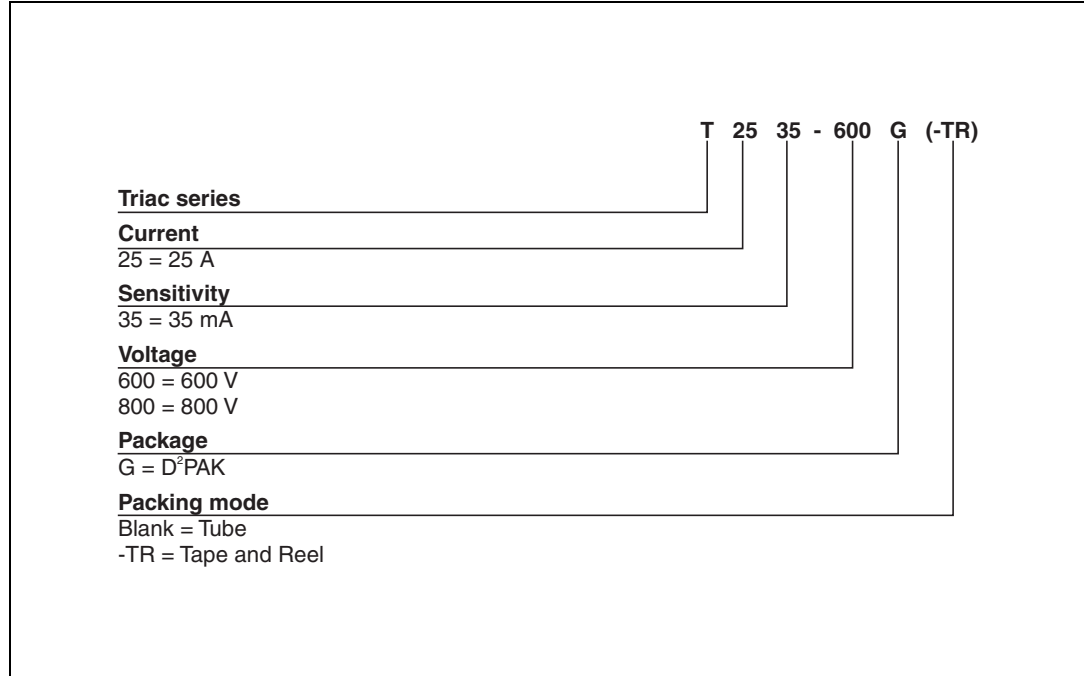 T 25 35 - 600 G (-TR)
Triac series
Current
25 = 25 A
Sensitivity
35 = 35 mA
Voltage
600 = 600 V
800 = 800 V
Package
G = D²PAK
Packing mode
Blank = Tube
-TR = Tape and Reel